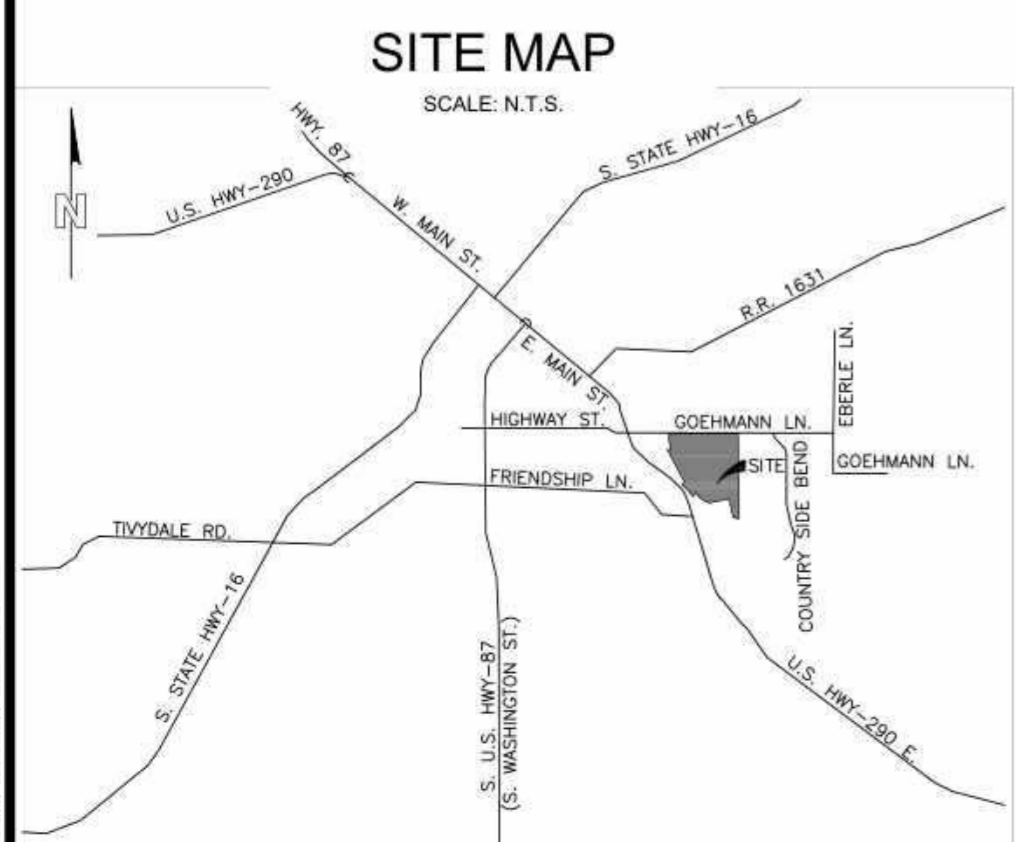 SITE MAP
SCALE: N.T.S.
HWY. 87
S. STATE HWY-16
U.S. HWY-290
N
W. MAIN ST.
R.R. 1631
E. MAIN ST.
EBERLE LN.
HIGHWAY ST.
GOEHMANN LN.
SITE
GOEHMANN LN.
FRIENDSHIP LN.
COUNTRY SIDE BEND
TIVYDALE RD.
S. STATE HWY-16
S. U.S. HWY-87
(S. WASHINGTON ST.)
U.S. HWY-290 E.